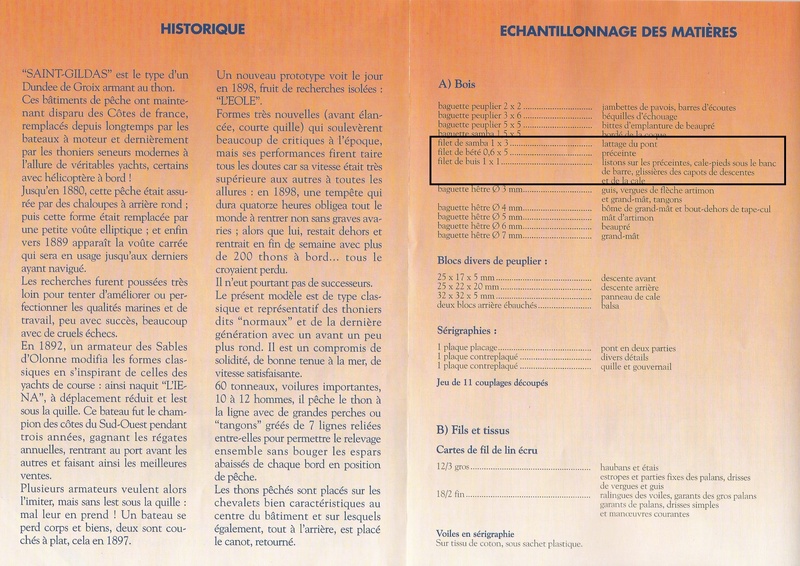 HISTORIQUE
"SAINT-GILDAS" est le type d'un
Dundee de Groix armant au thon.
Ces bâtiments de pêche ont mainte-
nant disparu des Côtes de france,
remplacés depuis longtemps par les
bateaux à moteur et dernièrement
par les thoniers seneurs modernes à
l'allure de véritables yachts, certains
avec hélicoptère à bord !
Jusqu'en 1880, cette pêche était assu-
rée par des chaloupes à arrière rond ;
puis cette forme était remplacée par
une petite voûte elliptique ; et enfin
vers 1889 apparaît la voûte carrée
qui sera en usage jusqu'aux derniers
ayant navigué.
Les recherches furent poussées très
loin pour tenter d'améliorer ou per-
fectionner les qualités marines et de
travail, peu avec succès, beaucoup
avec de cruels échecs.
En 1892, un armateur des Sables
d'Olonne modifia les formes clas-
siques en s'inspirant de celles des
yachts de course : ainsi naquit "L'IE-
NA", à déplacement réduit et lest
sous la quille. Ce bateau fut le cham-
pion des côtes du Sud-Ouest pendant
trois années, gagnant les régates
annuelles, rentrant au port avant les
autres et faisant ainsi les meilleures
ventes.
Plusieurs armateurs veulent alors
l'imiter, mais sans lest sous la quille :
mal leur en prend ! Un bateau se
perd corps et biens, deux sont cou-
chés à plat, cela en 1897.
Un nouveau prototype voit le jour
en 1898, fruit de recherches isolées :
"L'EOLE".
Formes très nouvelles (avant élan-
cée, courte quille) qui soulevèrent
beaucoup de critiques à l'époque,
mais ses performances firent taire
tous les doutes car sa vitesse était très
supérieure aux autres à toutes les
allures : en 1898, une tempête qui
dura quatorze heures obligea tout le
monde à rentrer non sans graves ava-
ries ; alors que lui, restait dehors et
rentrait en fin de semaine avec plus
de 200 thons à bord... tous le
croyaient perdu.
Il n'eut pourtant pas de successeurs.
Le présent modèle est de type clas-
sique et représentatif des thoniers
dits "normaux" et de la dernière
génération avec un avant un peu
plus rond. Il est un compromis de
solidité, de bonne tenue à la mer, de
vitesse satisfaisante.
60 tonneaux, voilures importantes,
10 à 12 hommes, il pêche le thon à
la ligne avec de grandes perches ou
"tangons" gréés de 7 lignes reliées
entre-elles pour permettre le relevage
ensemble sans bouger les espars
abaissés de chaque bord en position
de pêche.
Les thons pêchés sont placés sur les
chevalets bien caractéristiques au
centre du bâtiment et sur lesquels
également, tout à l'arrière, est placé
le canot, retourné.
ECHANTILLONNAGE DES MATIÈRES
A) Bois
baguette peuplier 2 x 2 ............ jambettes de pavois, barres d'écoutes
baguette peuplier 3 x 6 ............ béquilles d'échouage
baguette peuplier 5 x 5 ............ bittes d'emplanture de beaupré
baguette samba 1,5 x 5 ............ bordé de la coque
filet de samba 1 x 3 ............ lattage du pont
filet de bété 0,6 x 5 ............ préceinte
filet de buis 1 x 1 ............ listons sur les préceintes, cale-pieds sous le banc
de barre, glissières des capots de descentes
et de la cale
baguette hêtre Ø 3 mm ............ guis, vergues de flèche artimon
et grand-mât, tangons
baguette hêtre Ø 4 mm ............ bôme de grand-mât et bout-dehors de tape-cul
baguette hêtre Ø 5 mm ............ mât d'artimon
baguette hêtre Ø 6 mm ............ beaupré
baguette hêtre Ø 7 mm ............ grand-mât
Blocs divers de peuplier :
25 x 17 x 5 mm ............ descente avant
25 x 22 x 20 mm ............ descente arrière
32 x 32 x 5 mm ............ panneau de cale
deux blocs arrière ébauchés ............ balsa
Sérigraphies :
1 plaque placage ............ pont en deux parties
1 plaque contreplaqué ............ divers détails
1 plaque contreplaqué ............ quille et gouvernail
Jeu de 11 couplages découpés
B) Fils et tissus
Cartes de fil de lin écru
12/3 gros ............ haubans et étais
estropes et parties fixes des palans, drisses
de vergues et guis
18/2 fin ............ ralingues des voiles, garants des gros palans
garants de palans, drisses simples
et manœuvres courantes
Voiles en sérigraphie
Sur tissu de coton, sous sachet plastique.